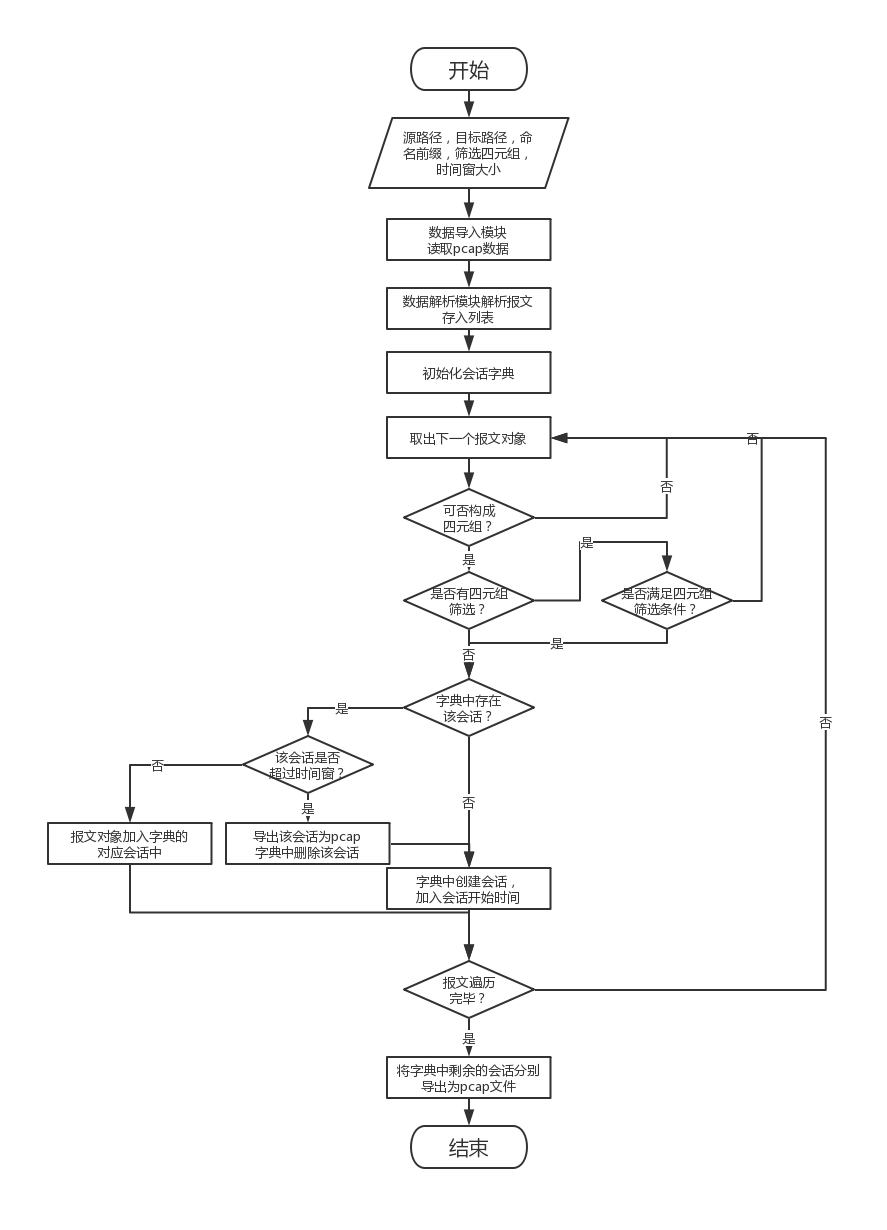 开始
源路径，目标路径，命
名前缀，筛选四元组，
时间窗大小
数据导入模块
读取pcap数据
数据解析模块解析报文
存入列表
初始化会话字典
取出下一个报文对象
否
否
可否构成
四元组？
是
是
是否有四元组
筛选？
是否满足四元组
筛选条件？
是
否
字典中存在
该会话？
是
否
该会话是否
超过时间窗？
否
是
否
报文对象加入字典的
对应会话中
导出该会话为pcap
字典中删除该会话
字典中创建会话，
加入会话开始时间
报文遍历
完毕？
是
将字典中剩余的会话分别
导出为pcap文件
结束